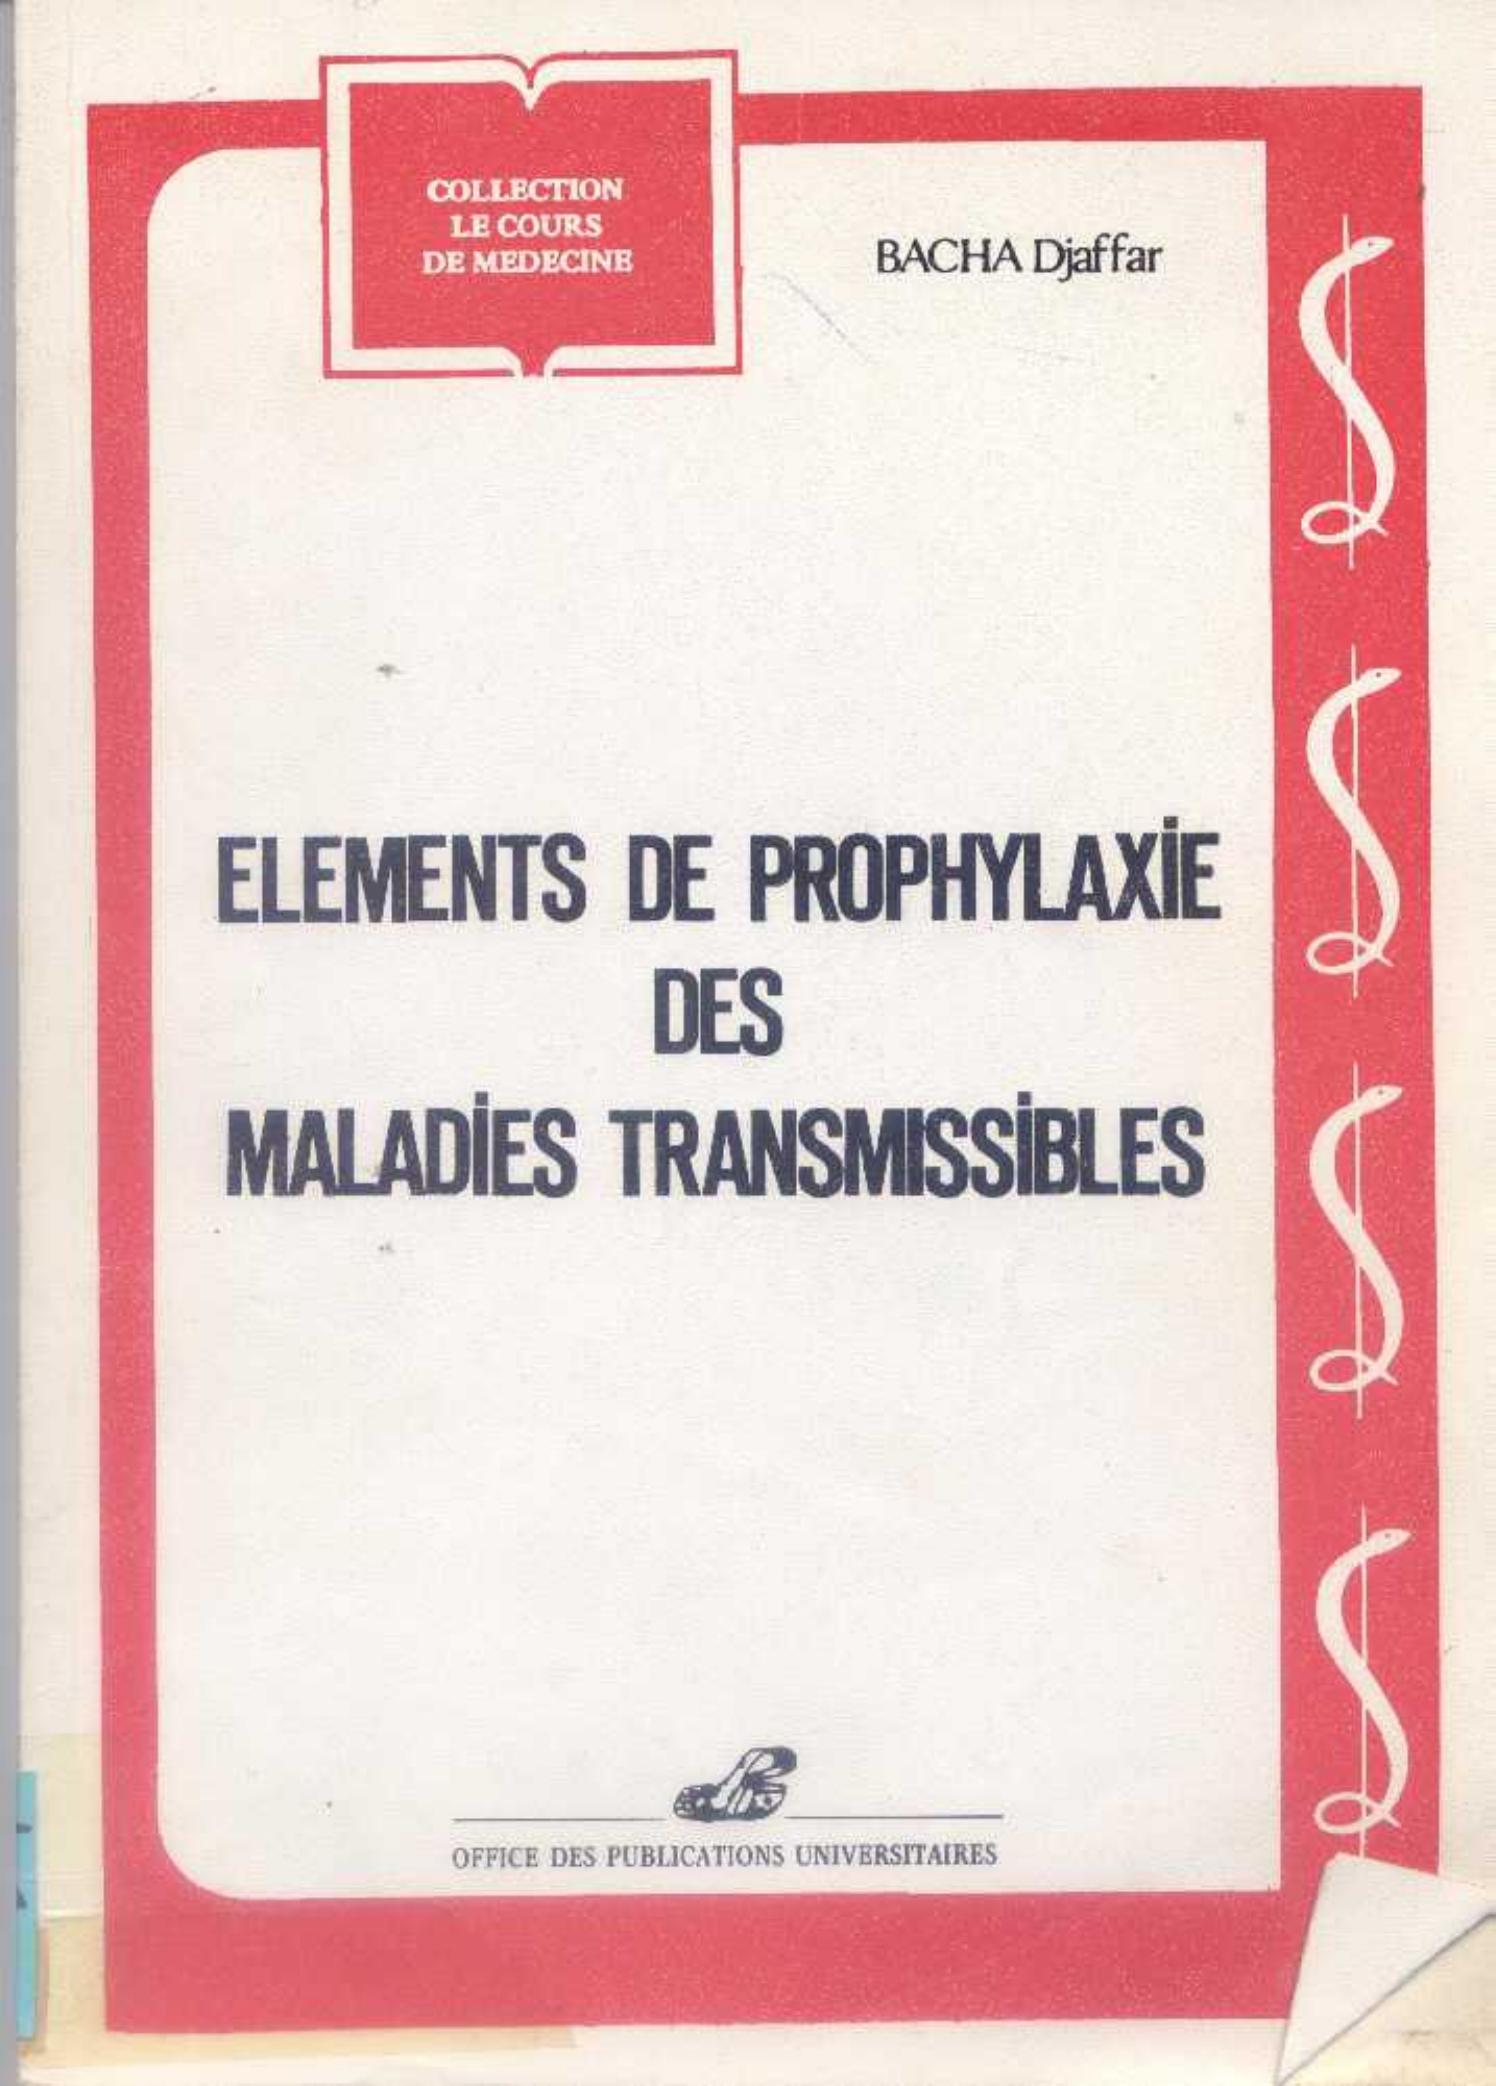 COLLECTION
LE COURS
DE MEDECINE
BACHA Djaffar
ELEMENTS DE PROPHYLAXİE
DES
MALADİES TRANSMISSİBLES
OFFICE DES PUBLICATIONS UNIVERSITAIRES